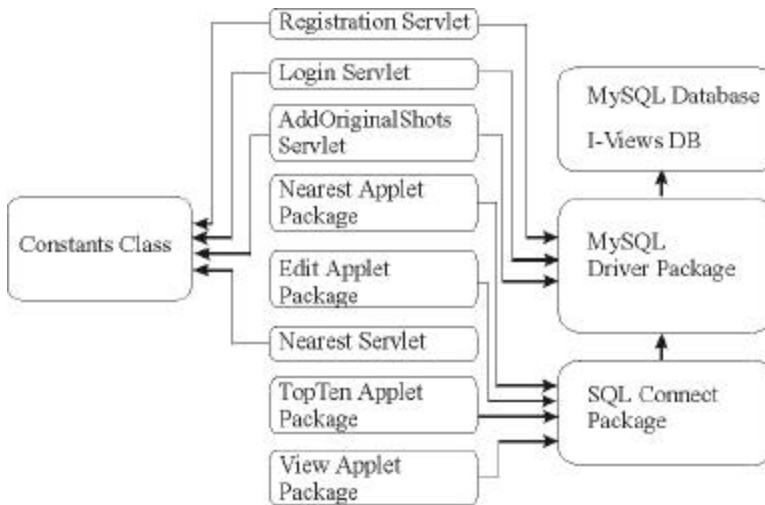 Registration Servlet
Login Servlet
AddOriginalShots
Servlet
Nearest Applet
Package
Edit Applet
Package
Nearest Servlet
TopTen Applet
Package
View Applet
Package
Constants Class
MySQL Database
I-Views DB
MySQL
Driver Package
SQL Connect
Package